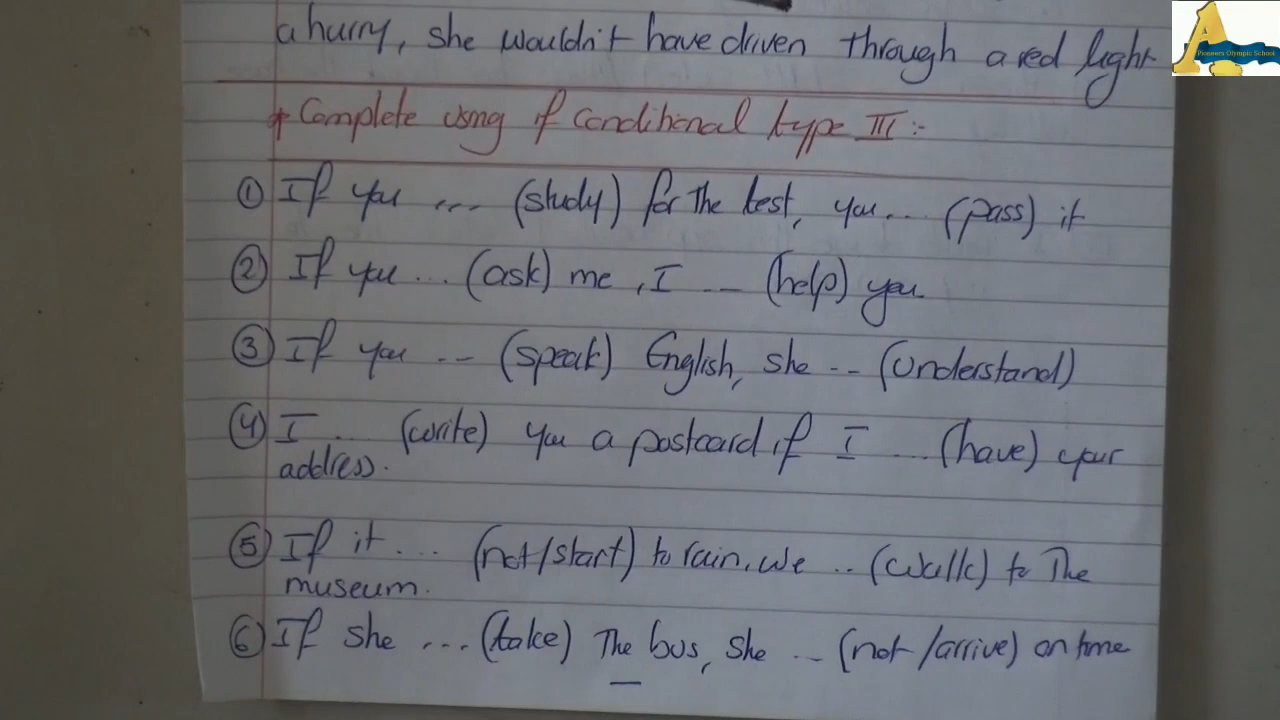 a hurry, she wouldn't have driven through a red light
Pioneers Olympic School
* Complete using if conditional type III :-
① If you .... (study) for the test, you... (pass) it
② If you ... (ask) me , I ... (help) you
③ If you ... (speak) English, she ... (understand)
④ I .... (write) you a postcard if I .... (have) your
address.
⑤ If it .... (not/start) to rain, we ... (walk) to The
museum.
⑥ If she .... (take) The bus, she ... (not/arrive) on time